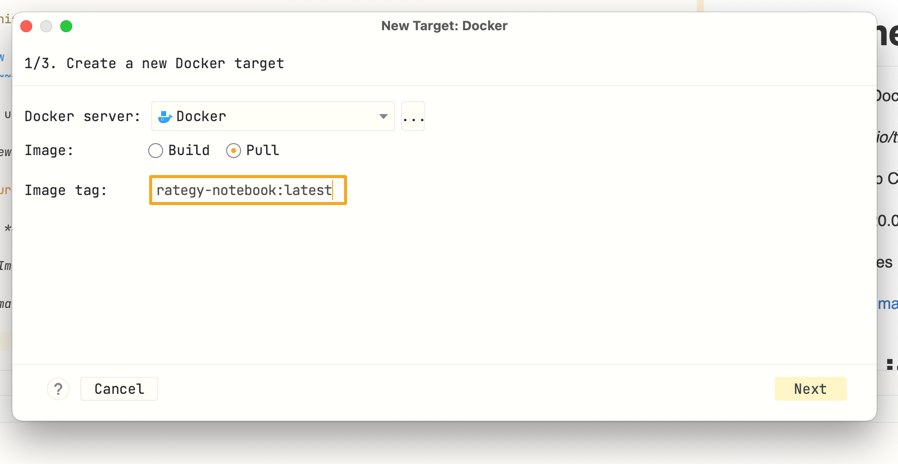 New Target: Docker
1/3. Create a new Docker target
Docker server: Docker ...
Image: Build Pull
Image tag: rategy-notebook:latest
? Cancel Next